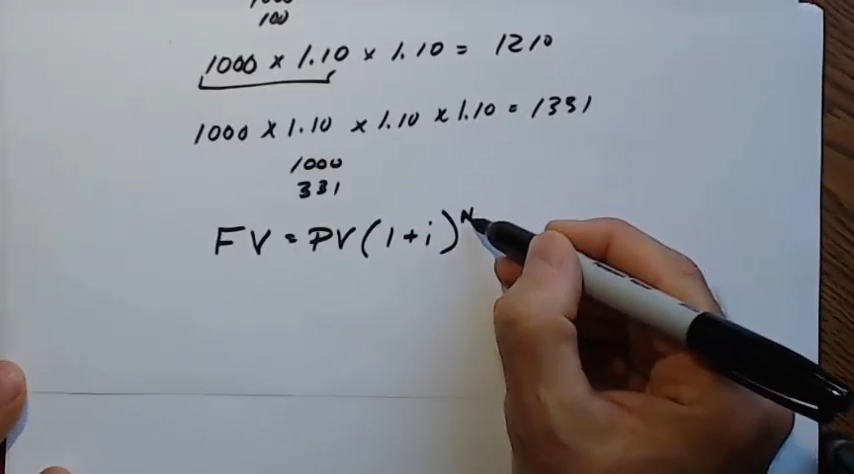 100
1000 x 1.10 x 1.10 = 1210
1000 x 1.10 x 1.10 x 1.10 = 1331
1000
331
FV = PV(1+i)^N